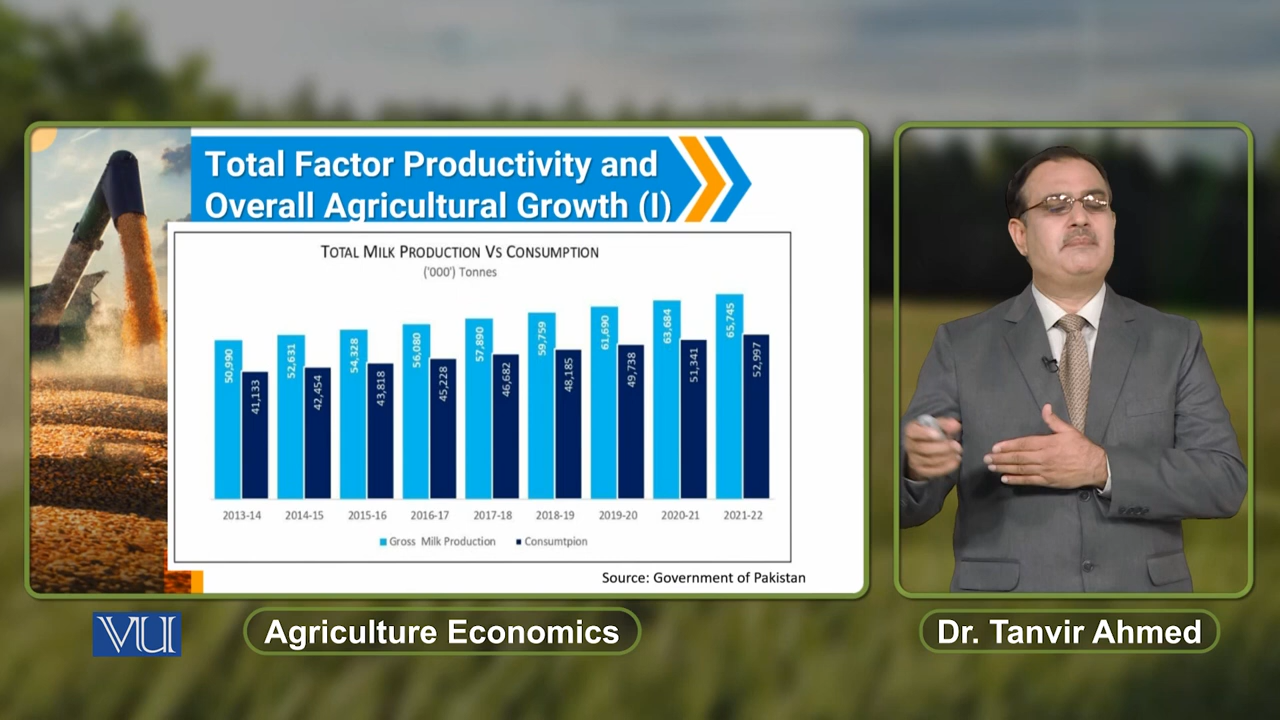 Total Factor Productivity and
Overall Agricultural Growth (I)
TOTAL MILK PRODUCTION VS CONSUMPTION
('000') Tonnes
50,990
41,133
52,631
42,454
54,328
43,818
56,080
45,228
57,890
46,682
59,759
48,185
61,690
49,738
63,684
51,341
65,745
52,997
2013-14 2014-15 2015-16 2016-17 2017-18 2018-19 2019-20 2020-21 2021-22
Gross Milk Production Consumtpion
Source: Government of Pakistan
VU Agriculture Economics Dr. Tanvir Ahmed